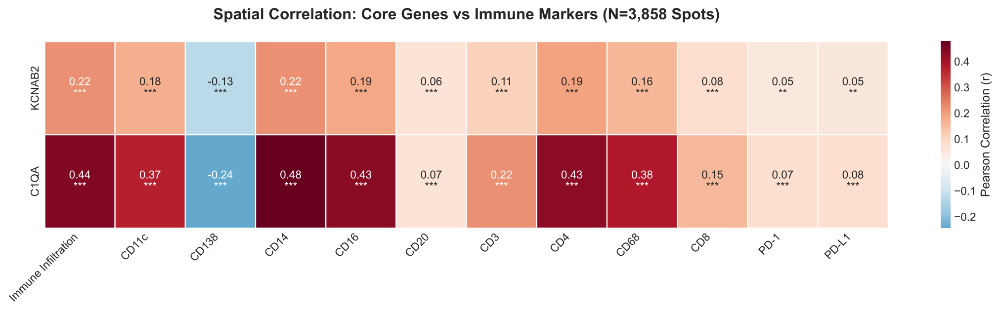 Spatial Correlation: Core Genes vs Immune Markers (N=3,858 Spots)
KCNAB2
0.22 0.18 -0.13 0.22 0.19 0.06 0.11 0.19 0.16 0.08 0.05 0.05
*** *** *** *** *** *** *** *** *** *** ** **
C1QA
0.44 0.37 -0.24 0.48 0.43 0.07 0.22 0.43 0.38 0.15 0.07 0.08
*** *** *** *** *** *** *** *** *** *** *** ***
Immune Infiltration CD11c CD138 CD14 CD16 CD20 CD3 CD4 CD68 CD8 PD-1 PD-L1
0.4
0.3
0.2
0.1
0.0
−0.1
−0.2
Pearson Correlation (r)